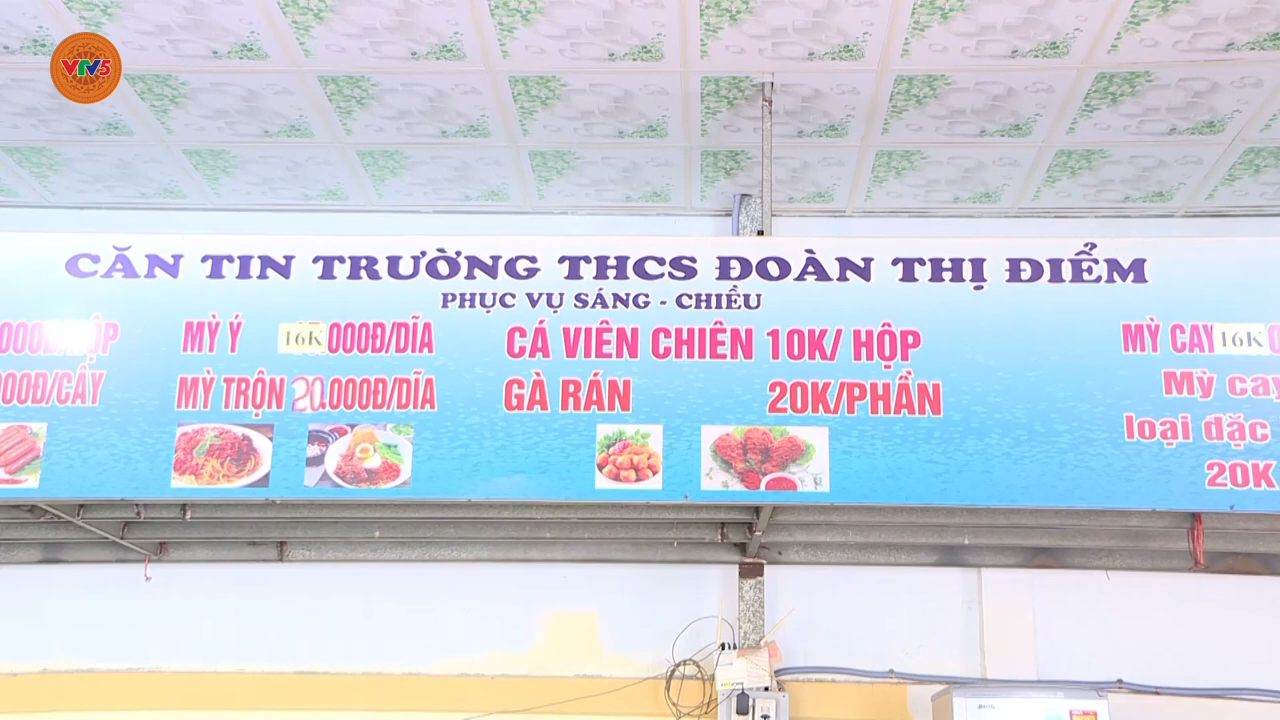 VTV5
CĂN TIN TRƯỜNG THCS ĐOÀN THỊ ĐIỂM
PHỤC VỤ SÁNG - CHIỀU
MỲ Ý 16K 000Đ/DĨA
CÁ VIÊN CHIÊN 10K/ HỘP
MỲ CAY 16K
000Đ/CÂY
MỲ TRỘN 20.000Đ/DĨA
GÀ RÁN 20K/PHẦN
Mỳ cay
loại đặc
20K